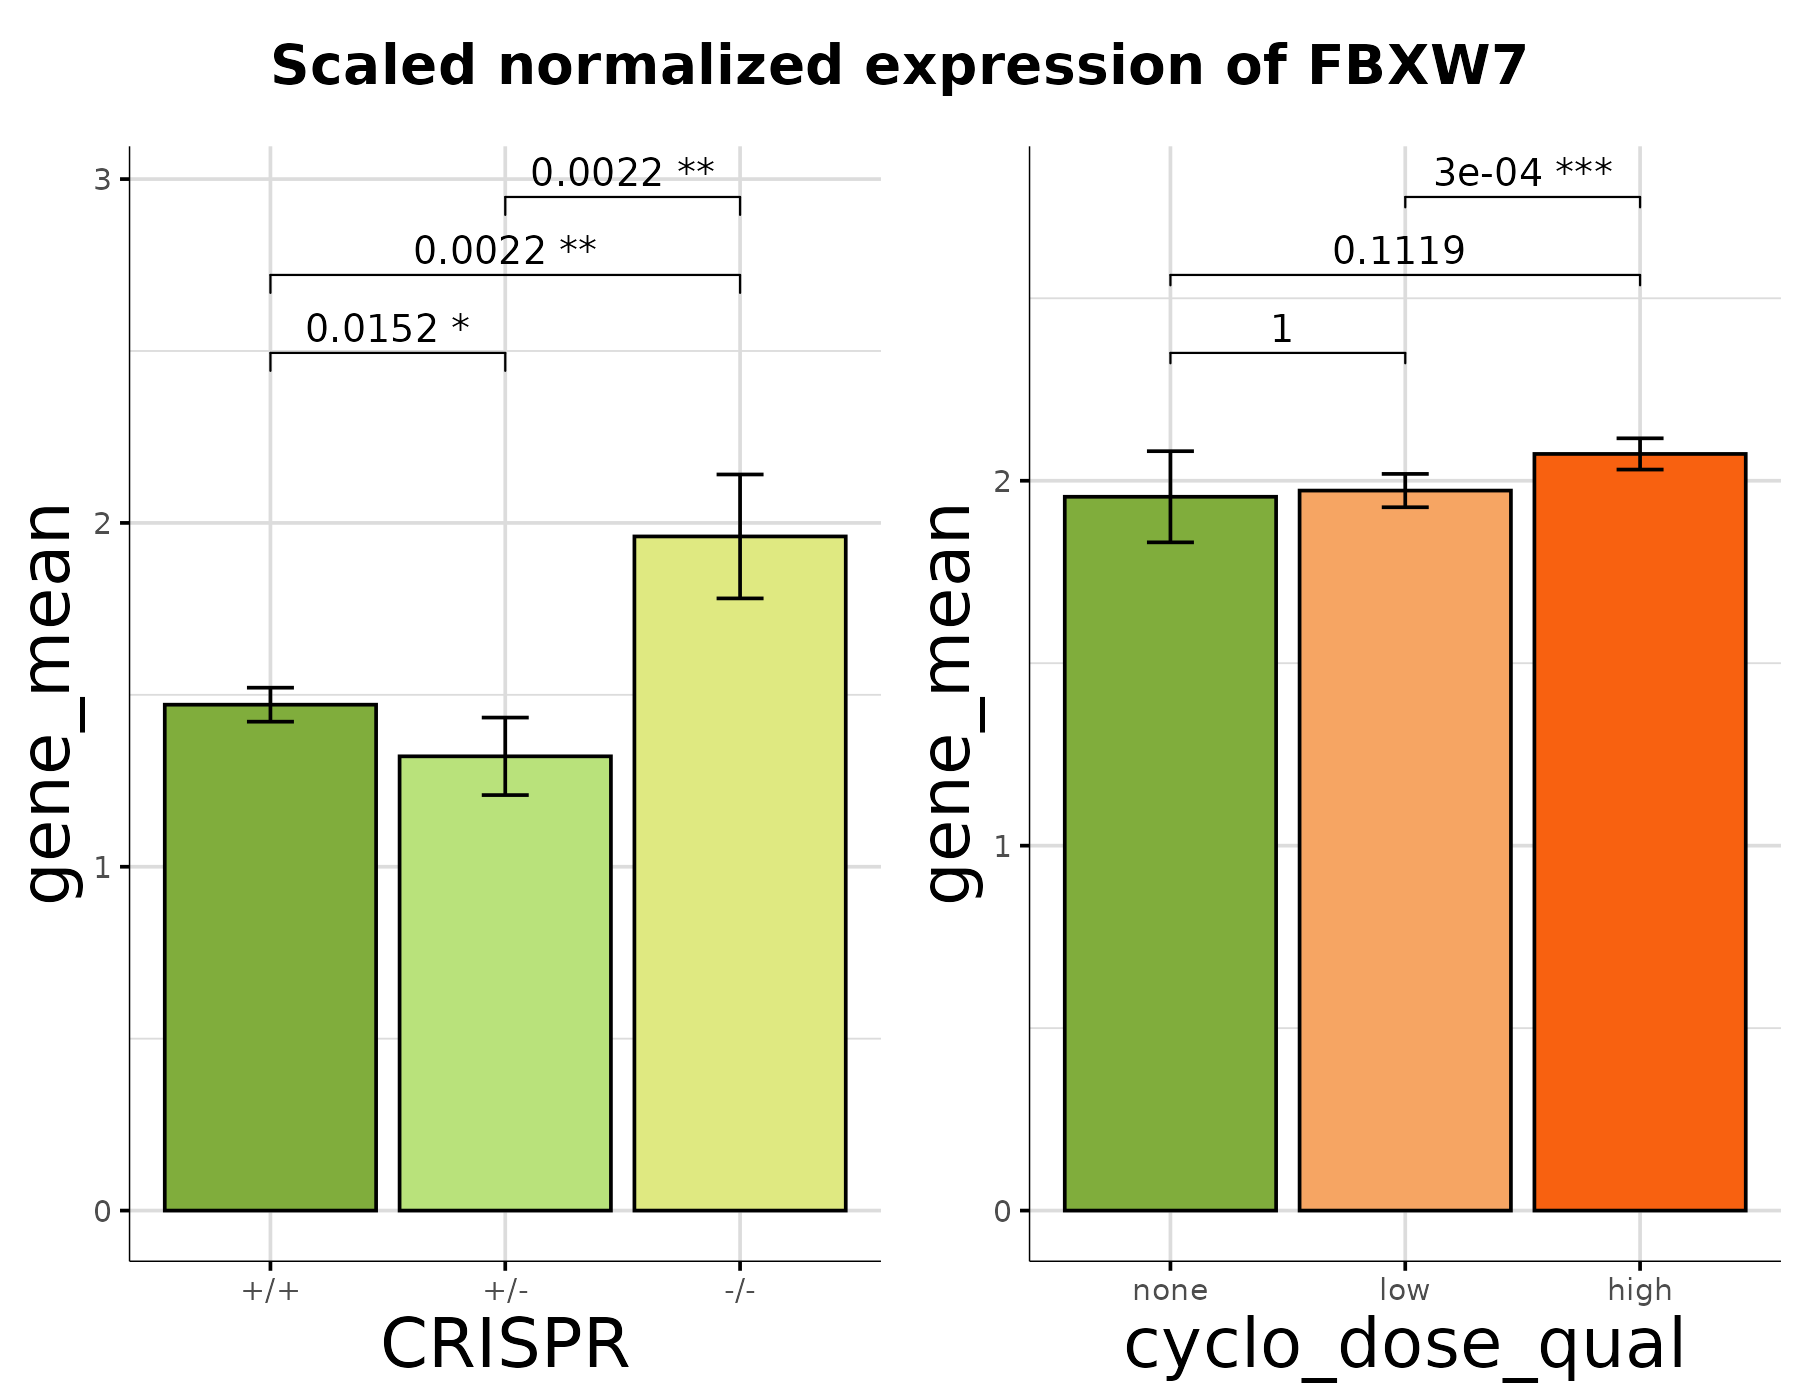 Scaled normalized expression of FBXW7
gene_mean
3
2
1
0
0.0022 **
0.0022 **
0.0152 *
+/+ +/- -/-
CRISPR
gene_mean
2
1
0
3e-04 ***
0.1119
1
none low high
cyclo_dose_qual